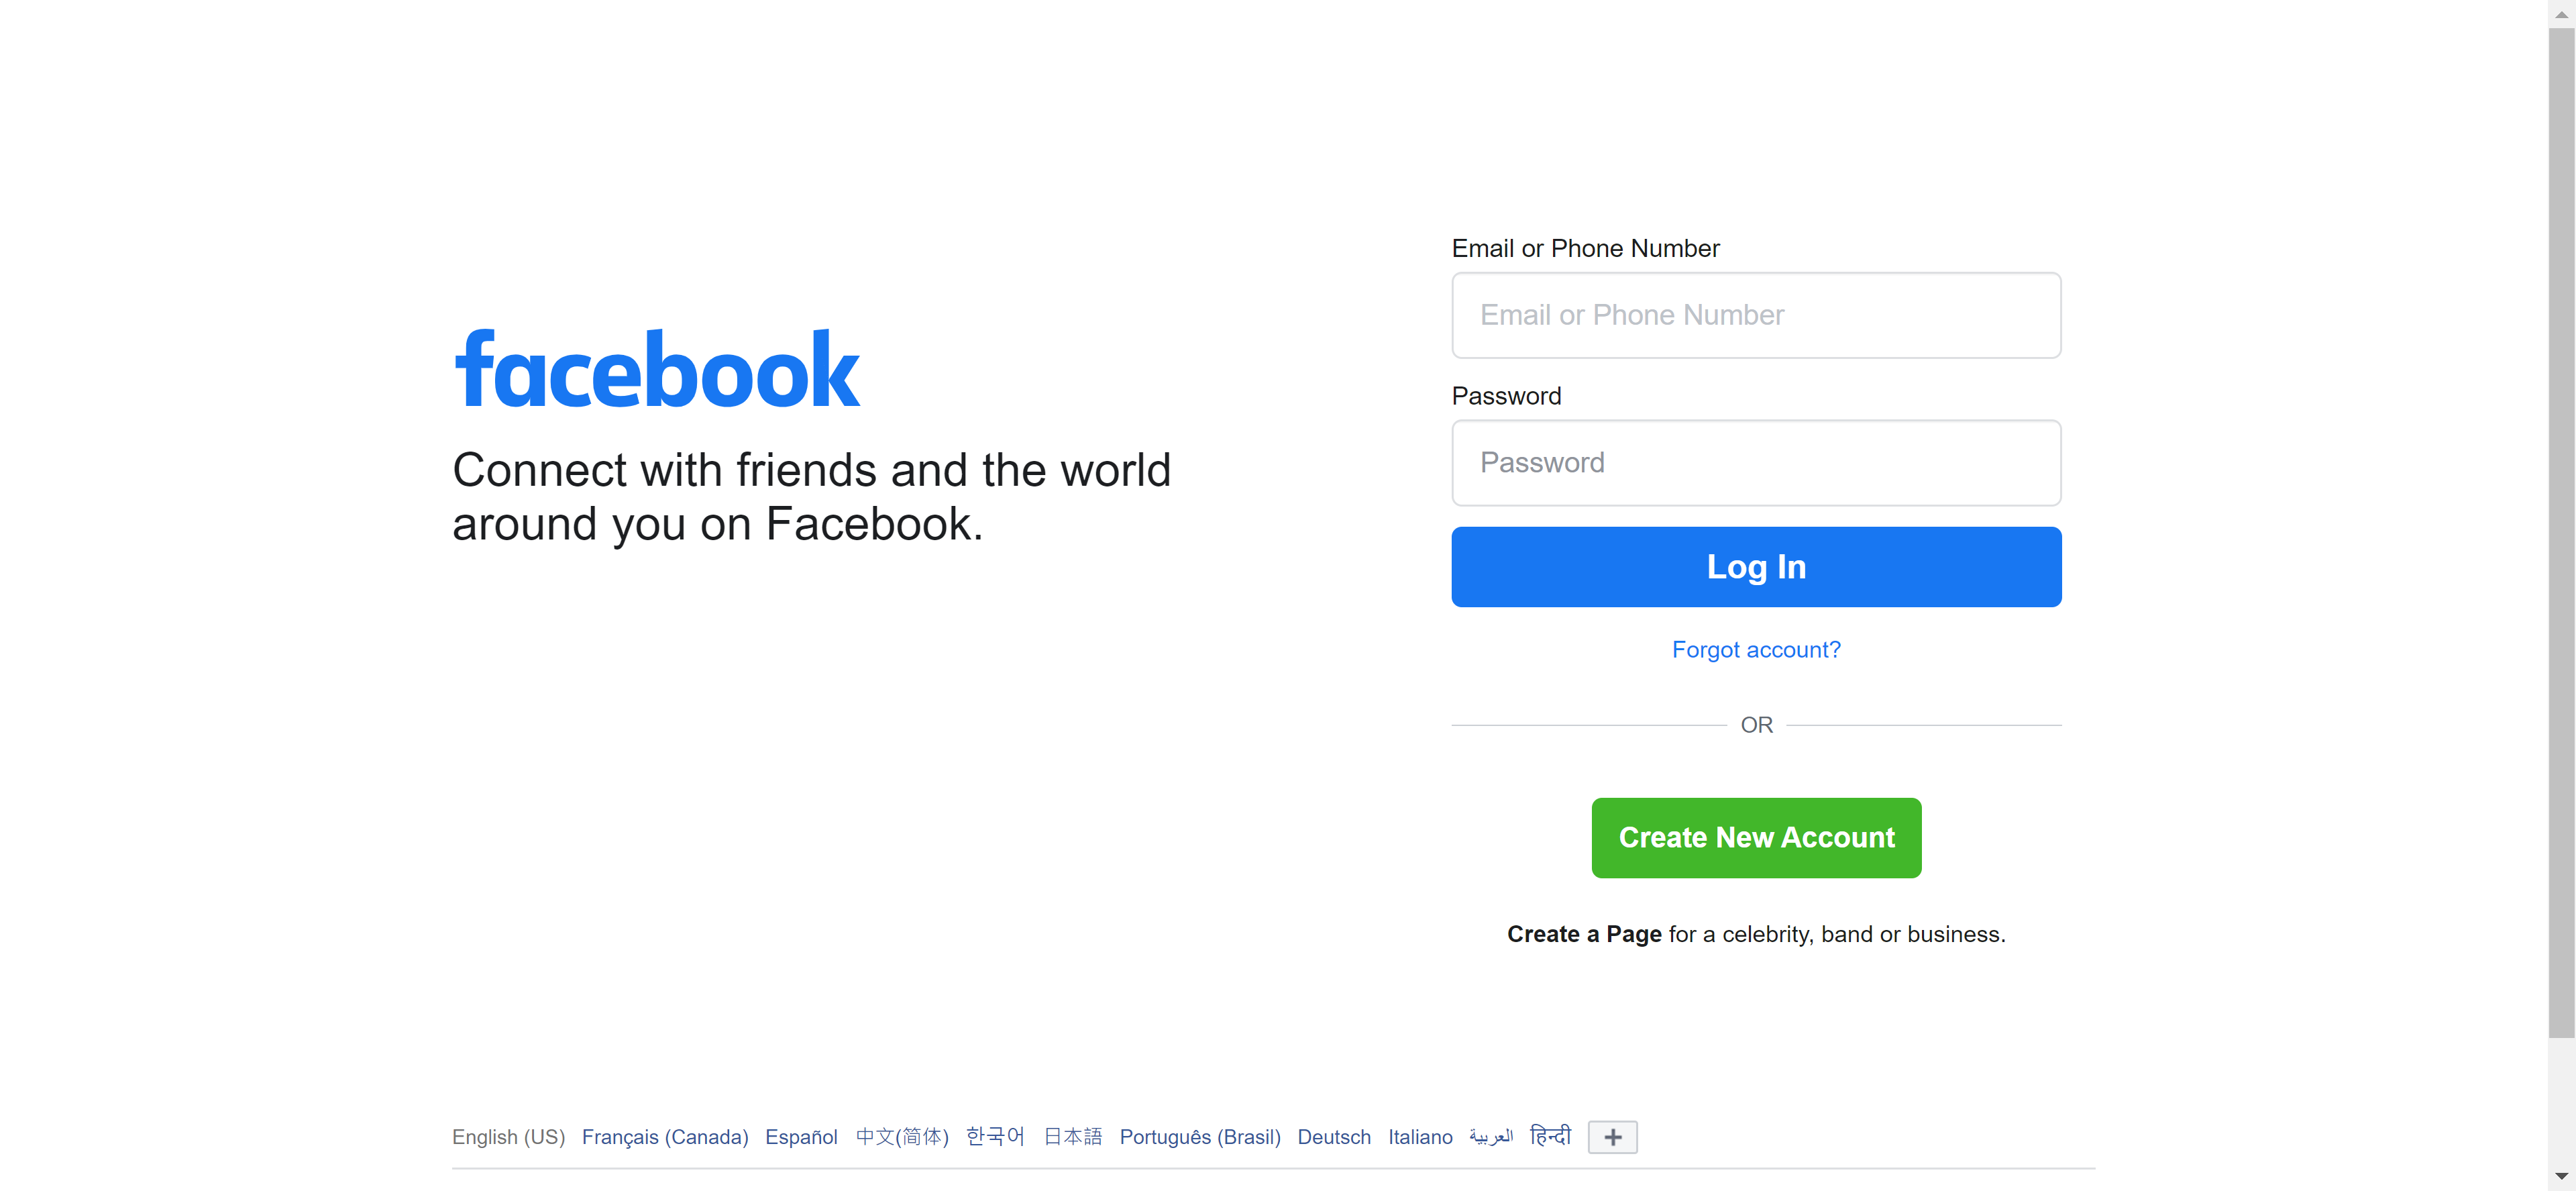 facebook
Connect with friends and the world
around you on Facebook.
Email or Phone Number
Email or Phone Number
Password
Password
Log In
Forgot account?
OR
Create New Account
Create a Page for a celebrity, band or business.
English (US) Français (Canada) Español 中文(简体) 한국어 日本語 Português (Brasil) Deutsch Italiano العربية हिन्दी +